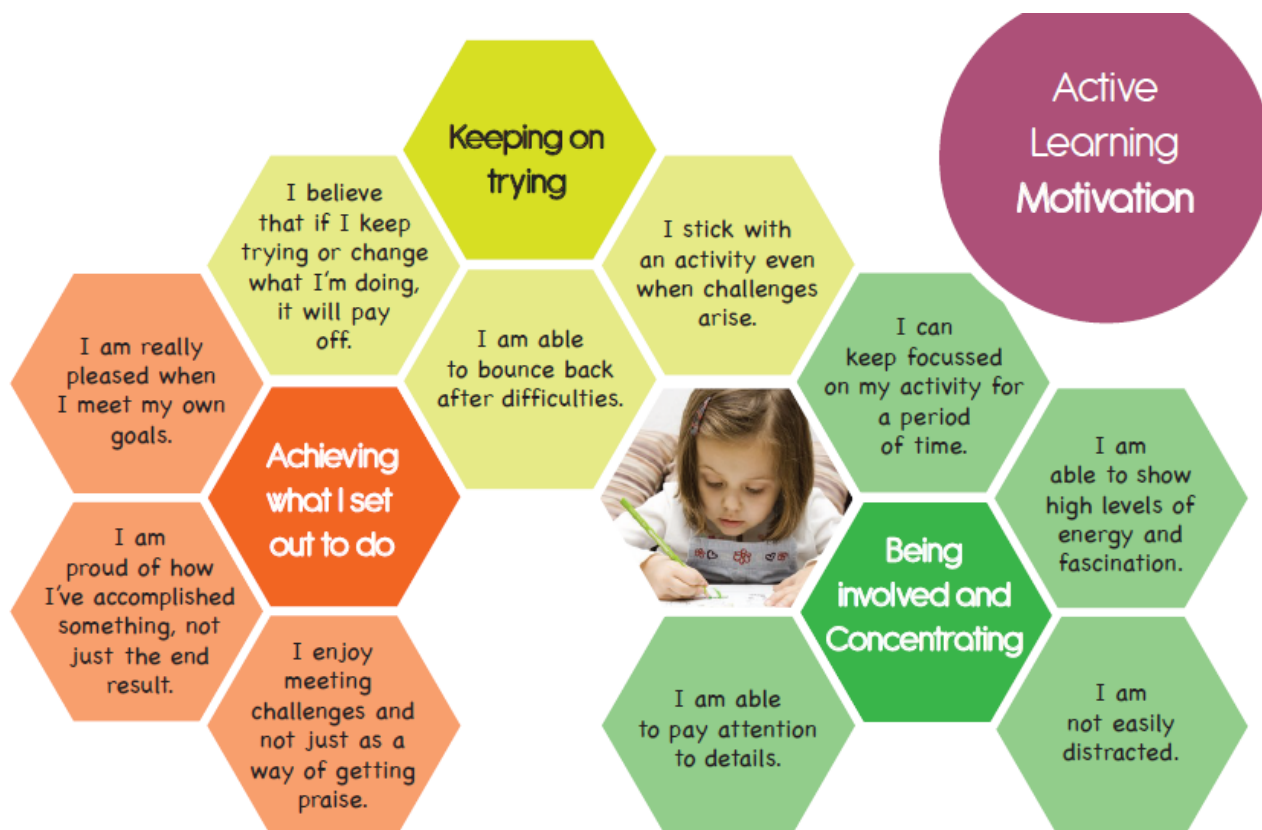 Active
Learning
Motivation
Keeping on
trying
I believe
that if I keep
trying or change
what I'm doing,
it will pay
off.
I am able
to bounce back
after difficulties.
I stick with
an activity even
when challenges
arise.
I am really
pleased when
I meet my own
goals.
Achieving
what I set
out to do
I am
proud of how
I've accomplished
something, not
just the end
result.
I enjoy
meeting
challenges and
not just as a
way of getting
praise.
I can
keep focussed
on my activity for
a period
of time.
I am
able to show
high levels of
energy and
fascination.
Being
involved and
Concentrating
I am able
to pay attention
to details.
I am
not easily
distracted.